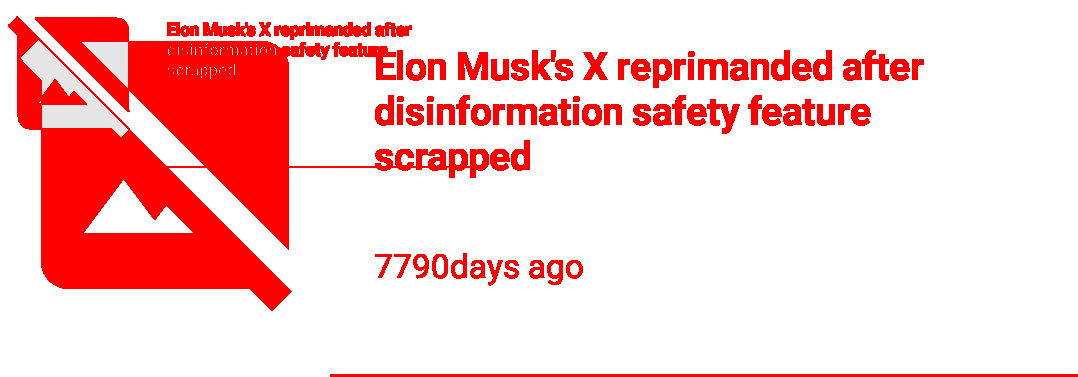 Elon Musk's X reprimanded after
disinformation safety feature
scrapped
Elon Musk's X reprimanded after
disinformation safety feature
scrapped
7790days ago